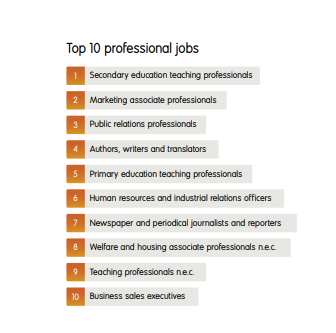 Top 10 professional jobs
1 Secondary education teaching professionals
2 Marketing associate professionals
3 Public relations professionals
4 Authors, writers and translators
5 Primary education teaching professionals
6 Human resources and industrial relations officers
7 Newspaper and periodical journalists and reporters
8 Welfare and housing associate professionals n.e.c.
9 Teaching professionals n.e.c.
10 Business sales executives